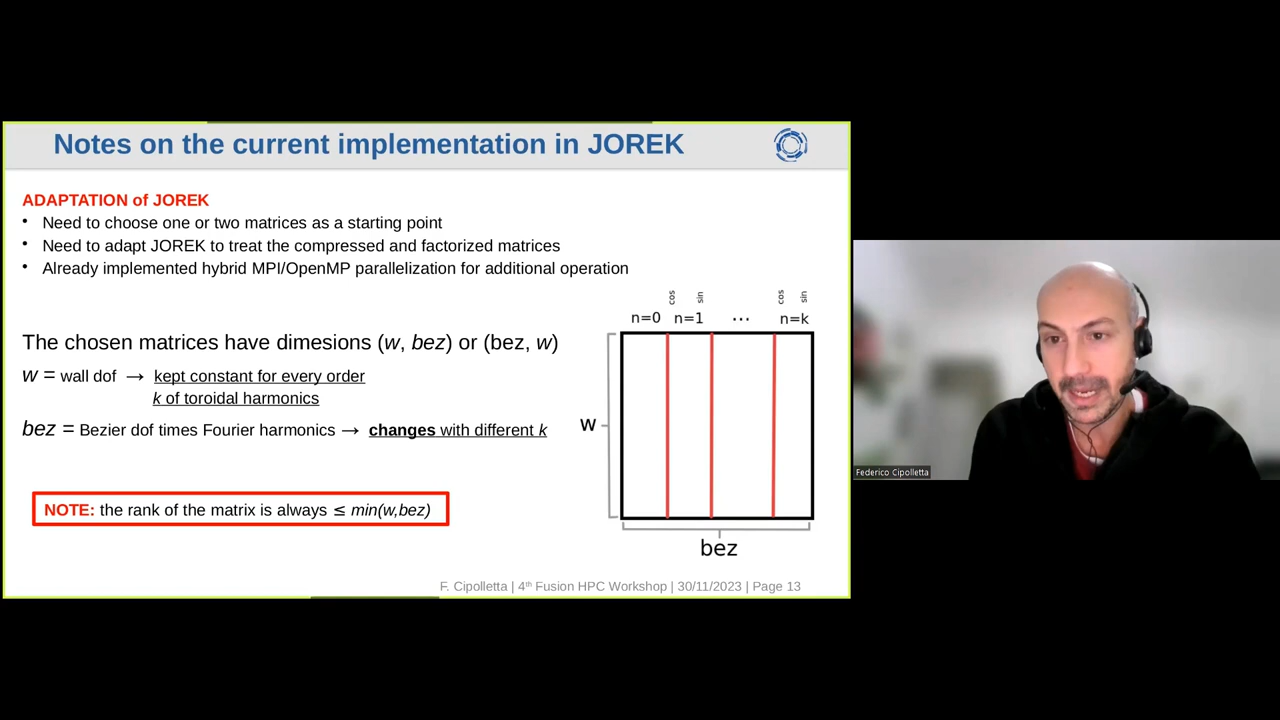 Notes on the current implementation in JOREK
ADAPTATION of JOREK
• Need to choose one or two matrices as a starting point
• Need to adapt JOREK to treat the compressed and factorized matrices
• Already implemented hybrid MPI/OpenMP parallelization for additional operation
The chosen matrices have dimesions (w, bez) or (bez, w)
w = wall dof → kept constant for every order
k of toroidal harmonics
bez = Bezier dof times Fourier harmonics → changes with different k
NOTE: the rank of the matrix is always ≤ min(w,bez)
cos sin cos sin
n=0 n=1 ... n=k
w
bez
F. Cipolletta | 4th Fusion HPC Workshop | 30/11/2023 | Page 13
Federico Cipolletta